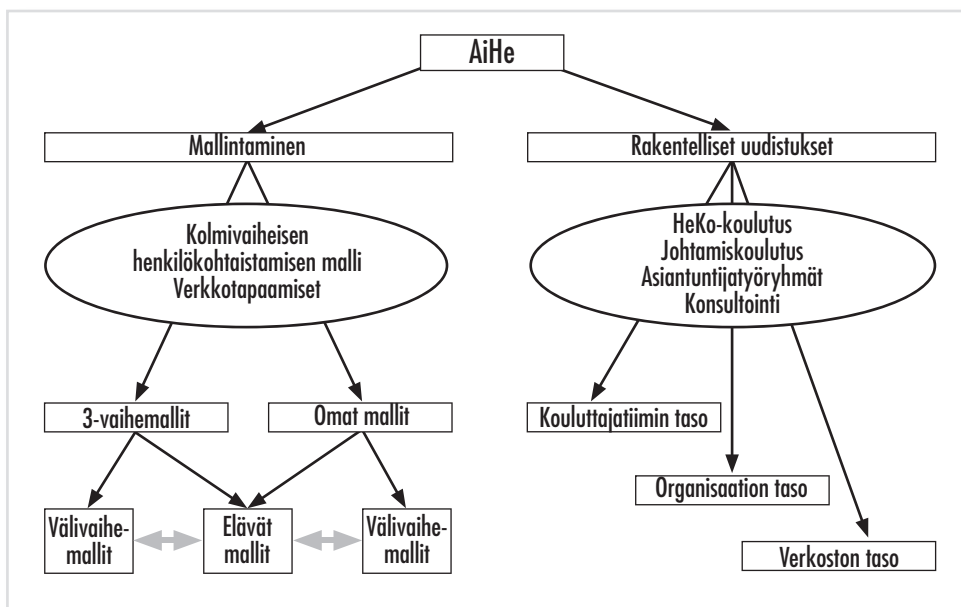 AiHe
Mallintaminen
Rakentelliset uudistukset
Kolmivaiheisen
henkilökohtaistamisen malli
Verkkotapaamiset
HeKo-koulutus
Johtamiskoulutus
Asiantuntijatyöryhmät
Konsultointi
3-vaihemallit
Omat mallit
Kouluttajatiimin taso
Organisaation taso
Välivaihe-
mallit
Elävät
mallit
Välivaihe-
mallit
Verkoston taso